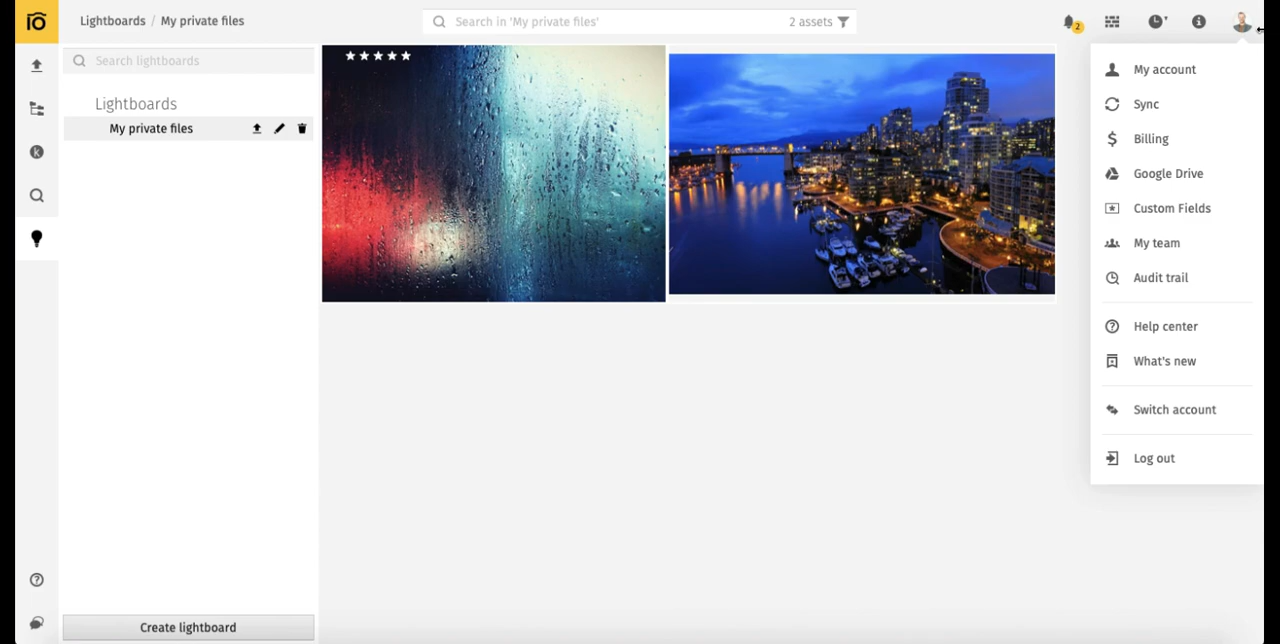 iO
Lightboards / My private files
Search in 'My private files'
2 assets
2
Search lightboards
Lightboards
My private files
k
Create lightboard
My account
Sync
Billing
Google Drive
Custom Fields
My team
Audit trail
Help center
What's new
Switch account
Log out